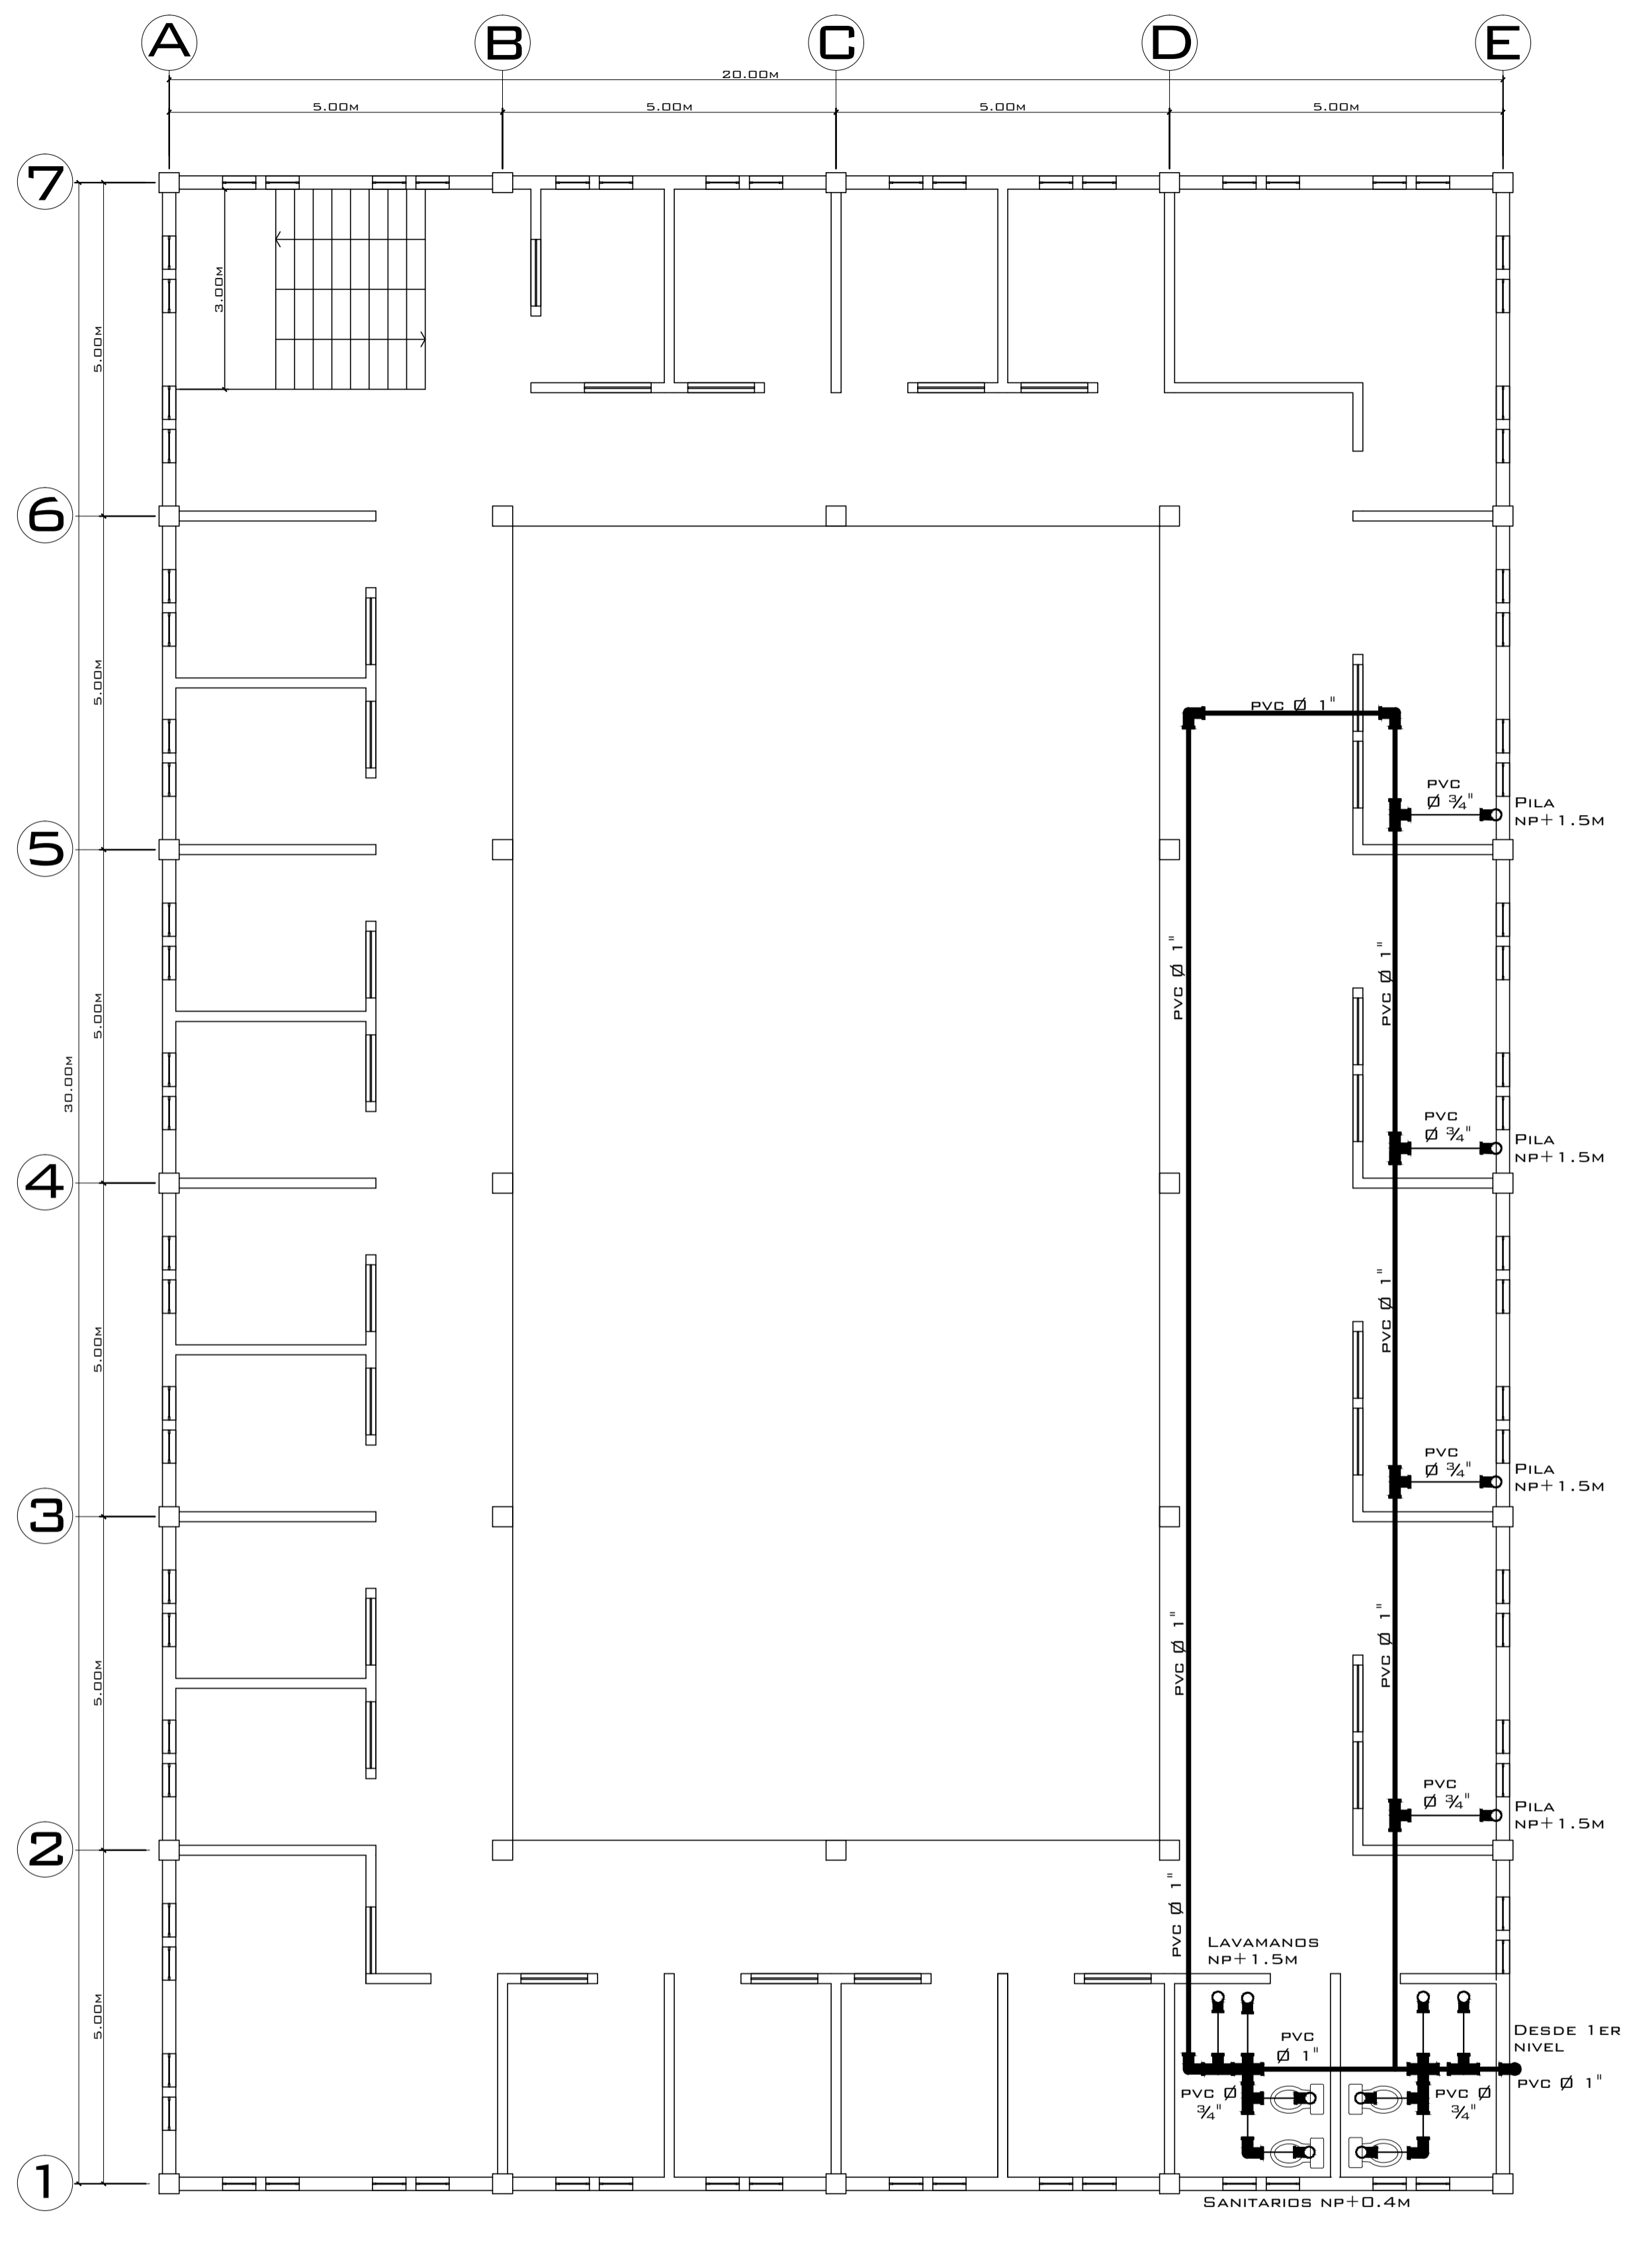 A B C D E
20.00M
5.00M 5.00M 5.00M 5.00M
7
3.00M
5.00M
6
5.00M
PVC Ø 1"
PVC
Ø ¾"
PILA
NP+1.5M
5
PVC Ø 1"
PVC Ø 1"
5.00M
30.00M
PVC
Ø ¾"
PILA
NP+1.5M
4
PVC Ø 1"
5.00M
PVC
Ø ¾"
PILA
NP+1.5M
3
PVC Ø 1"
PVC Ø 1"
5.00M
PVC
Ø ¾"
PILA
NP+1.5M
2
PVC Ø 1"
LAVAMANOS
NP+1.5M
5.00M
PVC
Ø 1"
DESDE 1ER
NIVEL
PVC Ø 1"
PVC Ø
¾"
PVC Ø
¾"
1
SANITARIOS NP+0.4M